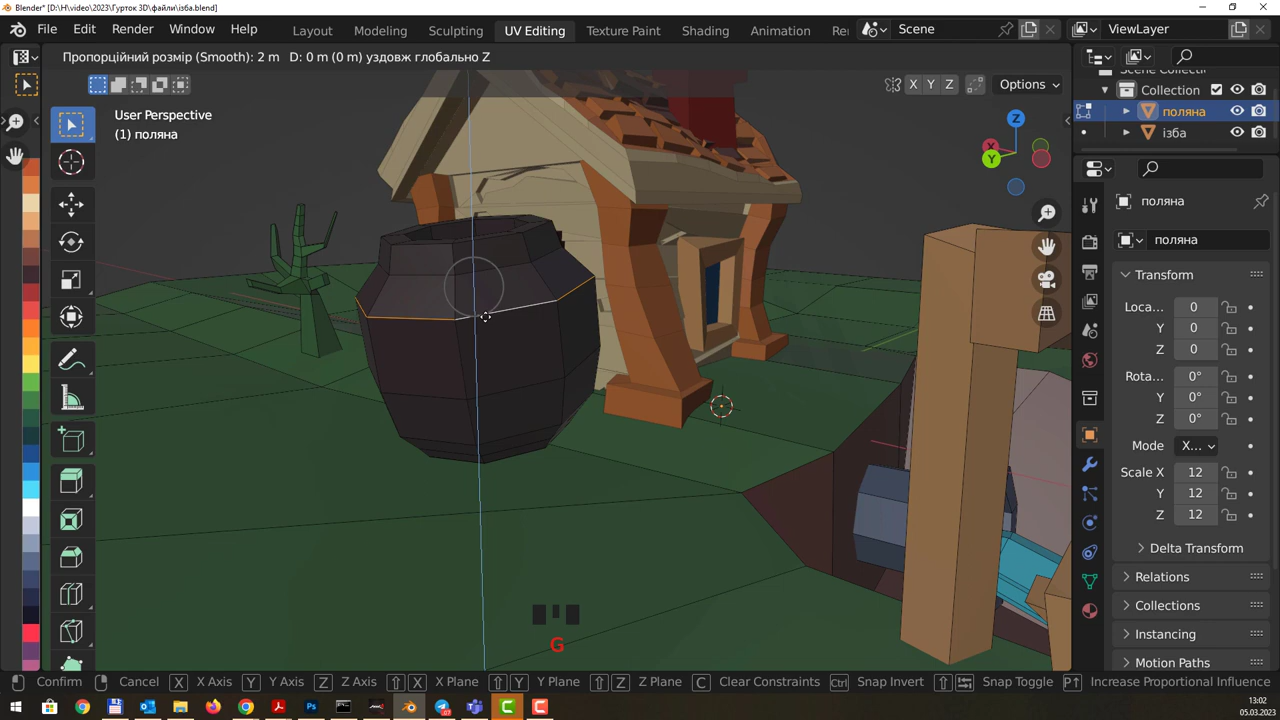 Blender* [D:\H\video\2023\Гурток 3D\файли\ізба.blend]
File Edit Render Window Help Layout Modeling Sculpting UV Editing Texture Paint Shading Animation Re Scene ViewLayer
Пропорційний розмір (Smooth): 2 m D: 0 m (0 m) уздовж глобально Z
X Y Z Options
User Perspective
(1) поляна
Z
X
Y
Collection
поляна
ізба
поляна
поляна
Transform
Loca... 0
Y 0
Z 0
Rota... 0°
Y 0°
Z 0°
Mode X...
Scale X 12
Y 12
Z 12
Delta Transform
Relations
Collections
Instancing
Motion Paths
G
Confirm Cancel X X Axis Y Y Axis Z Z Axis X X Plane Y Y Plane Z Z Plane C Clear Constraints Ctrl Snap Invert Snap Toggle P↑ Increase Proportional Influence
13:02
05.03.2023